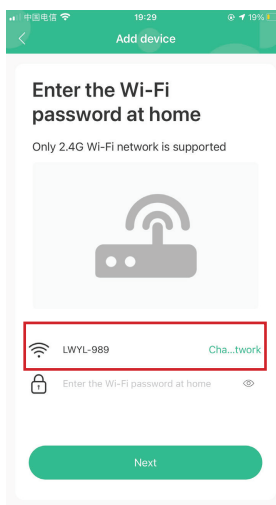 中国电信 19:29 19%
Add device
Enter the Wi-Fi
password at home
Only 2.4G Wi-Fi network is supported
LWYL-989 Cha...twork
Enter the Wi-Fi password at home
Next